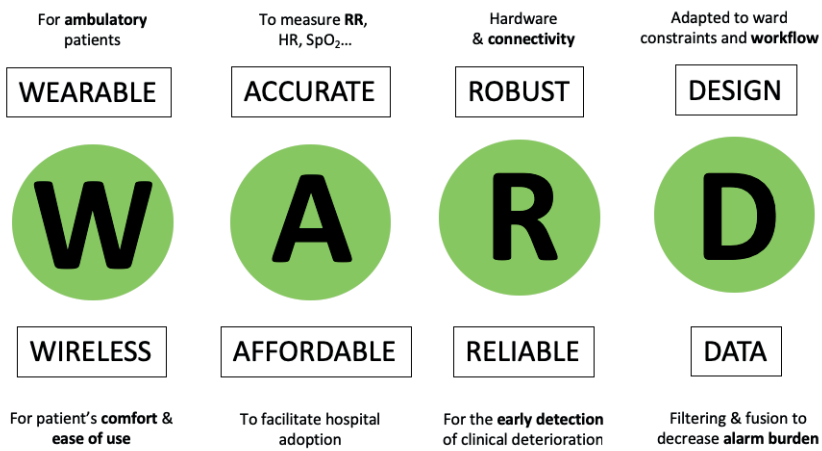 For ambulatory
patients
To measure RR,
HR, SpO₂...
Hardware
& connectivity
Adapted to ward
constraints and workflow
WEARABLE
ACCURATE
ROBUST
DESIGN
W
A
R
D
WIRELESS
AFFORDABLE
RELIABLE
DATA
For patient’s comfort &
ease of use
To facilitate hospital
adoption
For the early detection
of clinical deterioration
Filtering & fusion to
decrease alarm burden